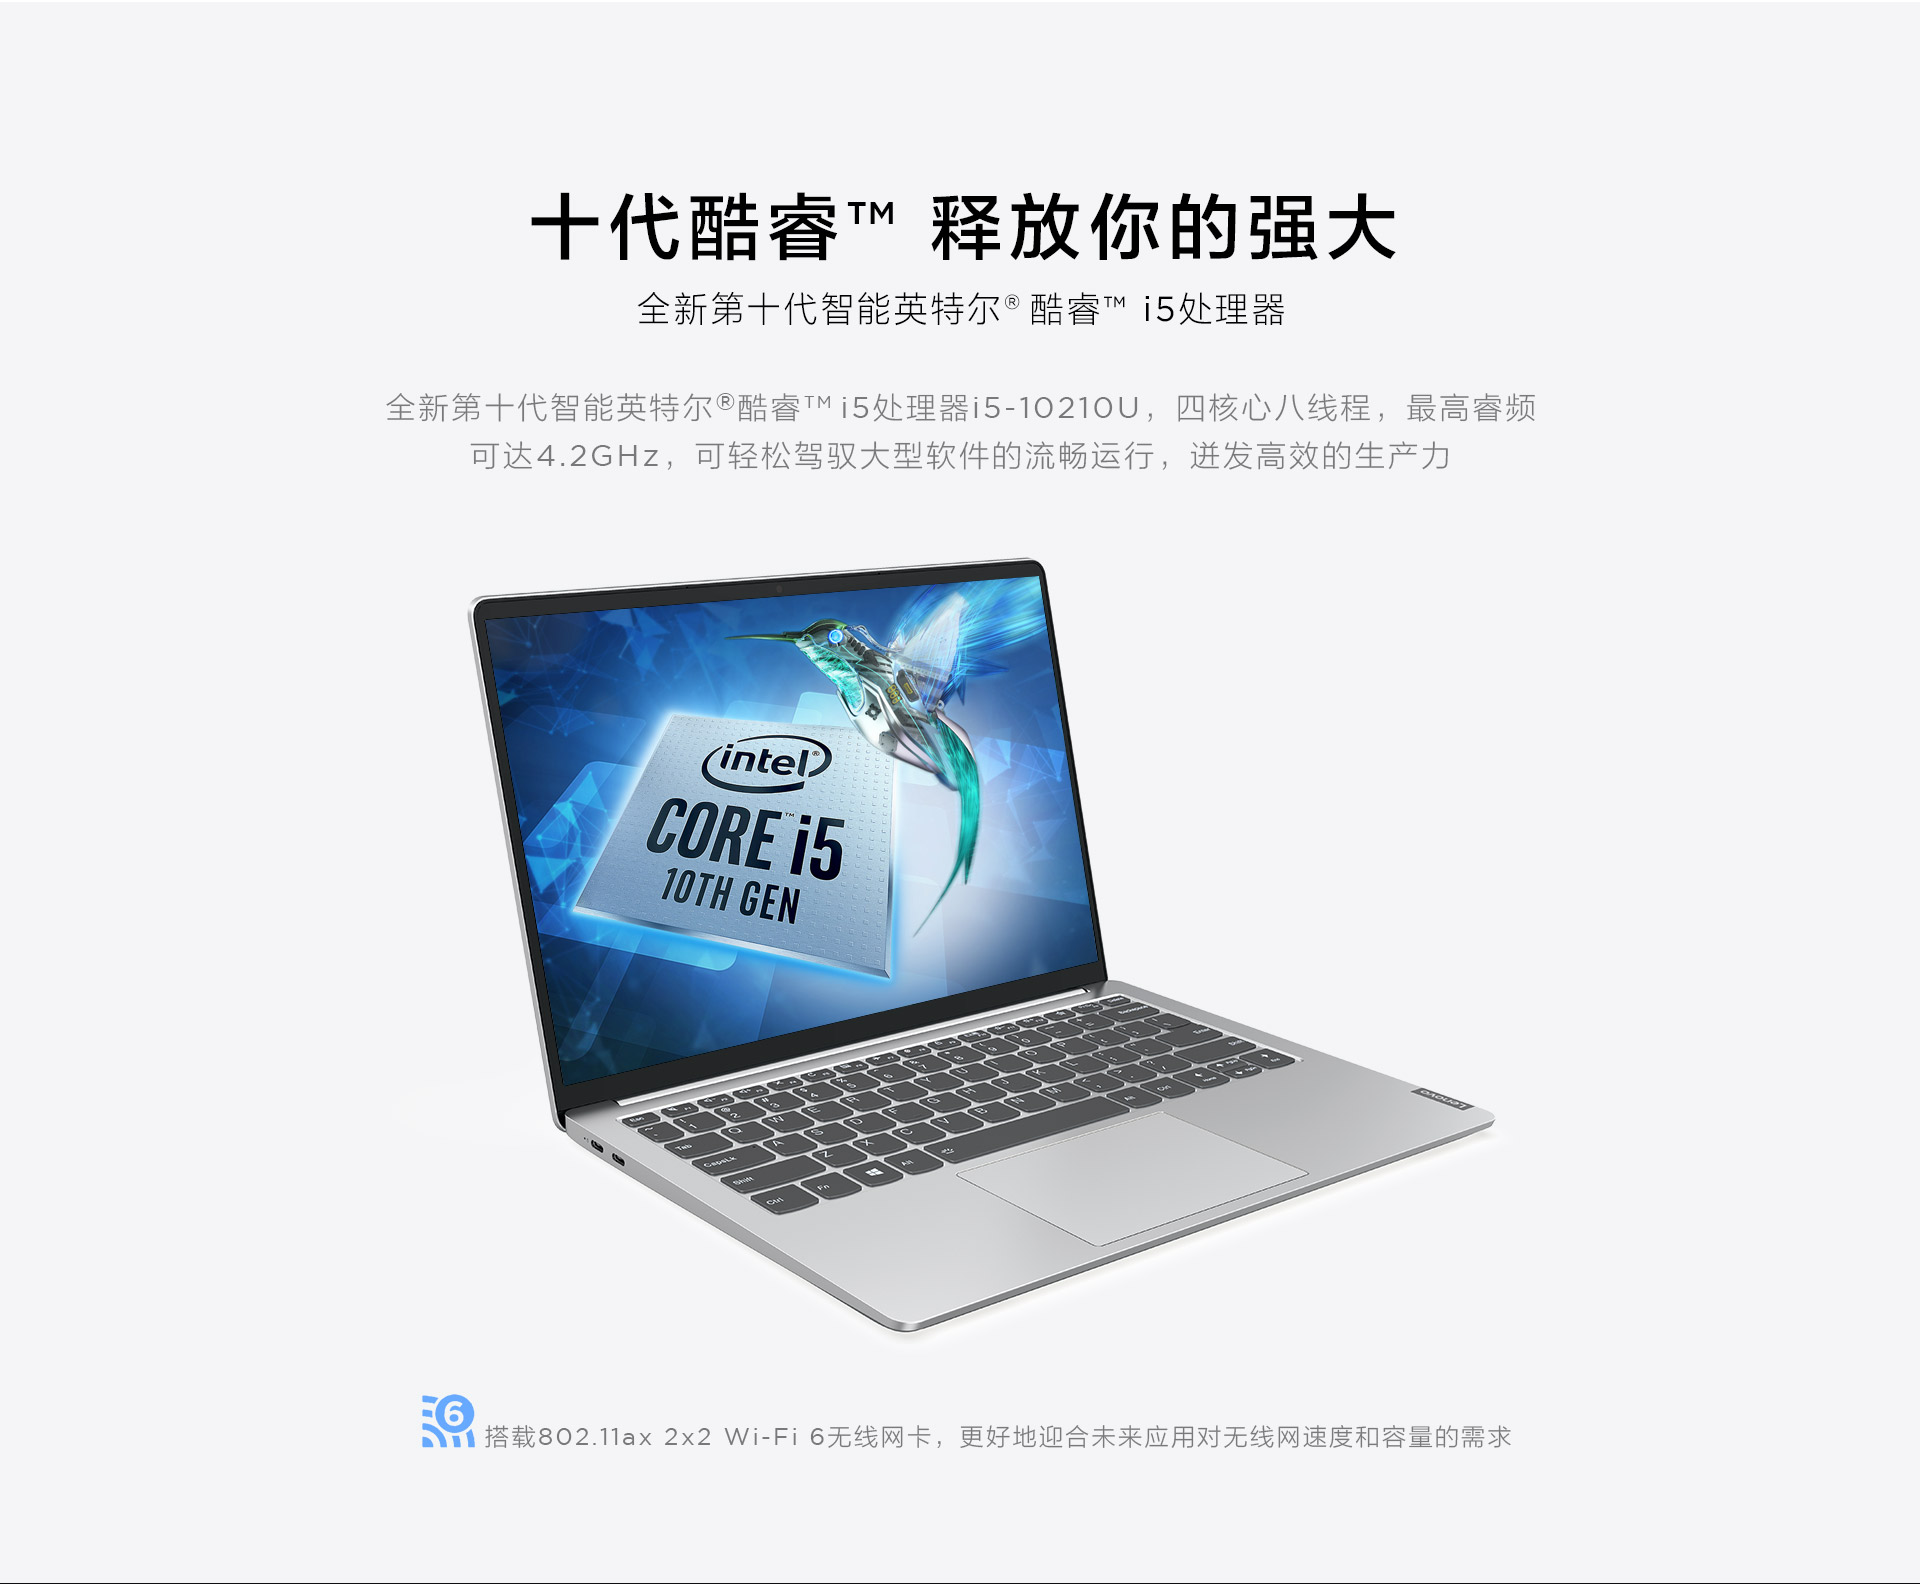 十代酷睿™ 释放你的强大
全新第十代智能英特尔® 酷睿™ i5处理器
全新第十代智能英特尔®酷睿™ i5处理器i5-10210U，四核心八线程，最高睿频
可达4.2GHz，可轻松驾驭大型软件的流畅运行，迸发高效的生产力
intel®
CORE™ i5
10TH GEN
Lenovo
6
搭载802.11ax 2x2 Wi-Fi 6无线网卡，更好地迎合未来应用对无线网速度和容量的需求